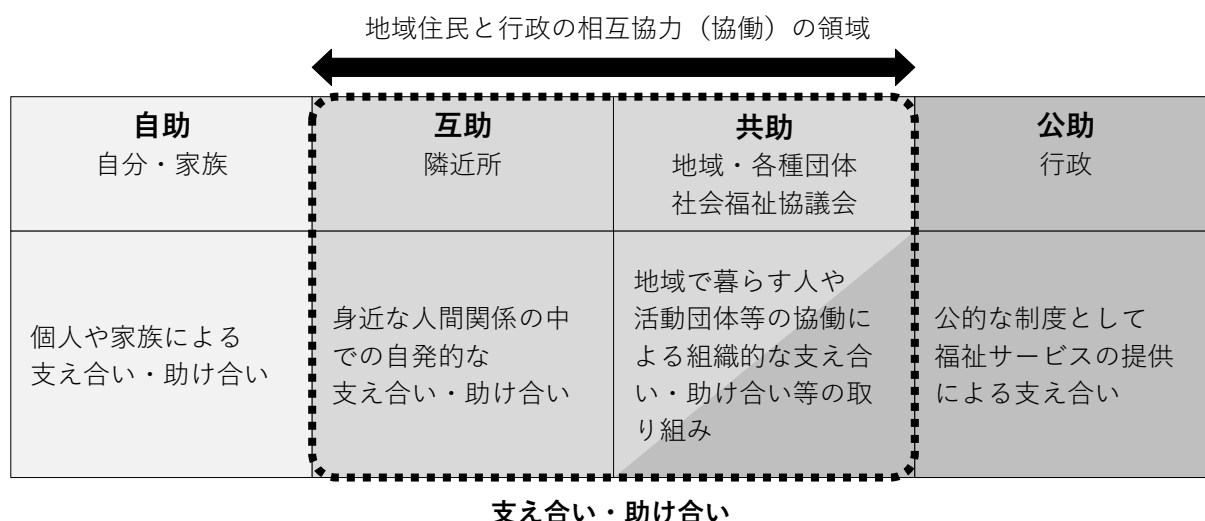 地域住民と行政の相互協力（協働）の領域
自助
自分・家族
互助
隣近所
共助
地域・各種団体
社会福祉協議会
公助
行政
個人や家族による
支え合い・助け合い
身近な人間関係の中
での自発的な
支え合い・助け合い
地域で暮らす人や
活動団体等の協働に
よる組織的な支え合
い・助け合い等の取
り組み
公的な制度として
福祉サービスの提供
による支え合い
支え合い・助け合い